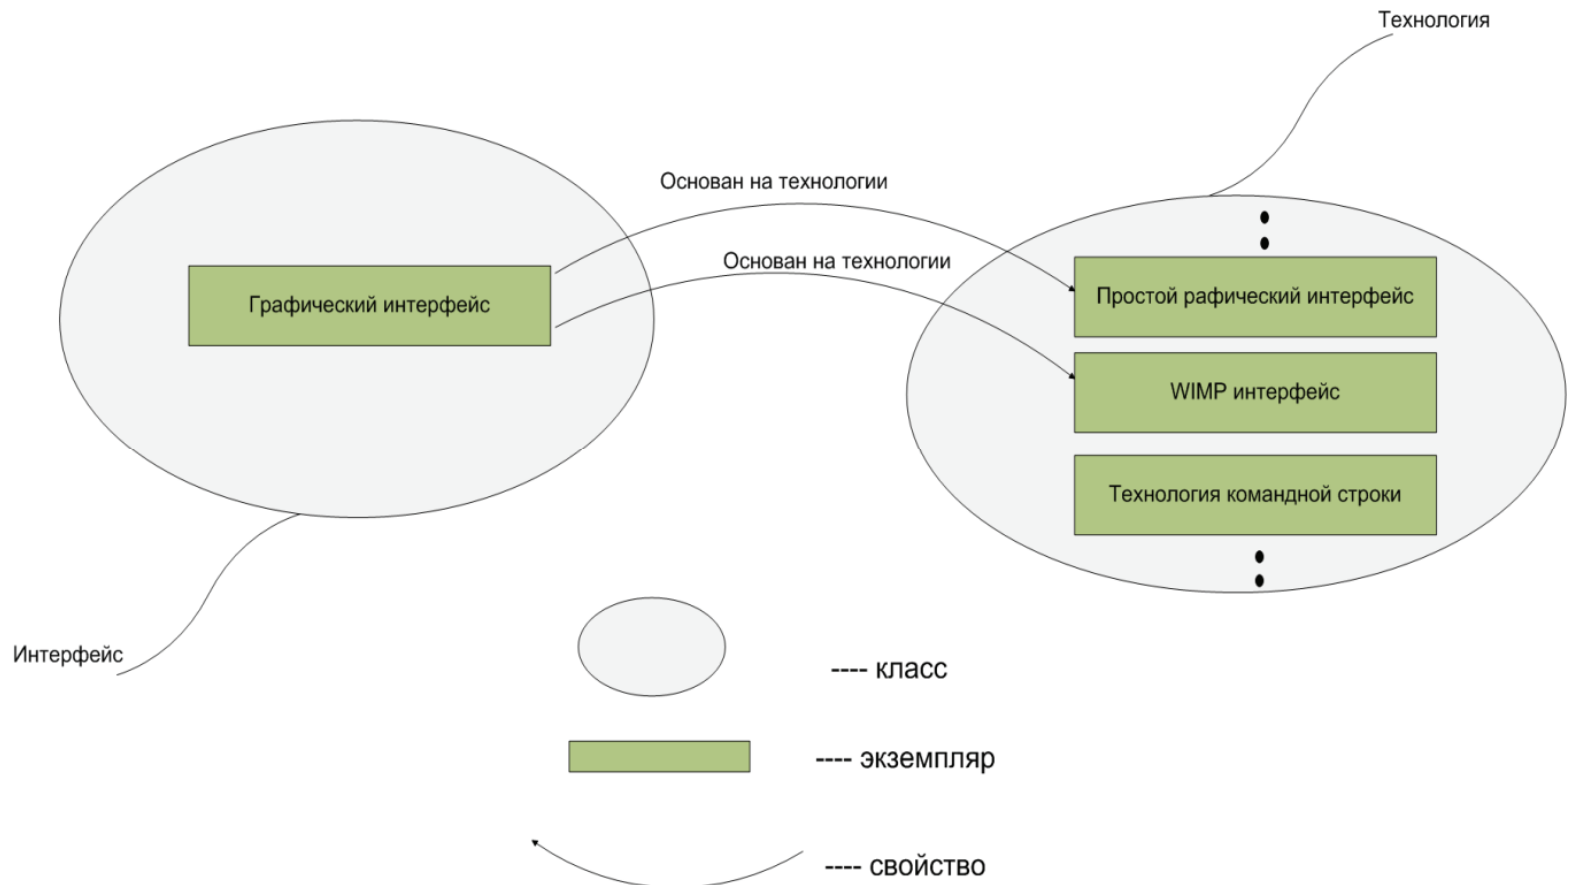 Технология
Основан на технологии
Основан на технологии
Графический интерфейс
Простой рафический интерфейс
WIMP интерфейс
Технология командной строки
Интерфейс
---- класс
---- экземпляр
---- свойство